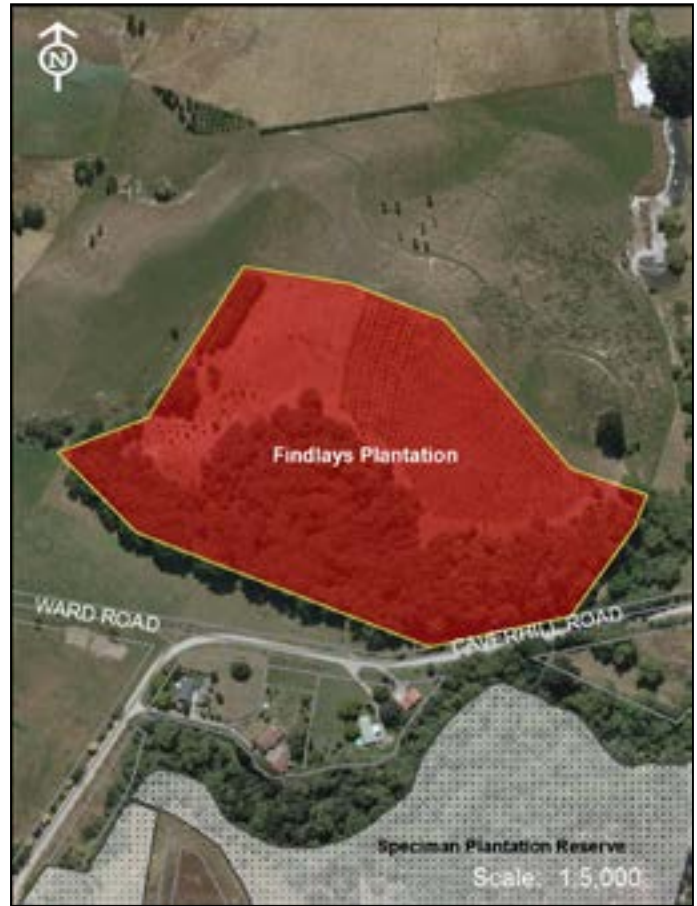 N
Findlays Plantation
WARD ROAD
CAVERHILL ROAD
Speciman Plantation Reserve
Scale: 1:5,000